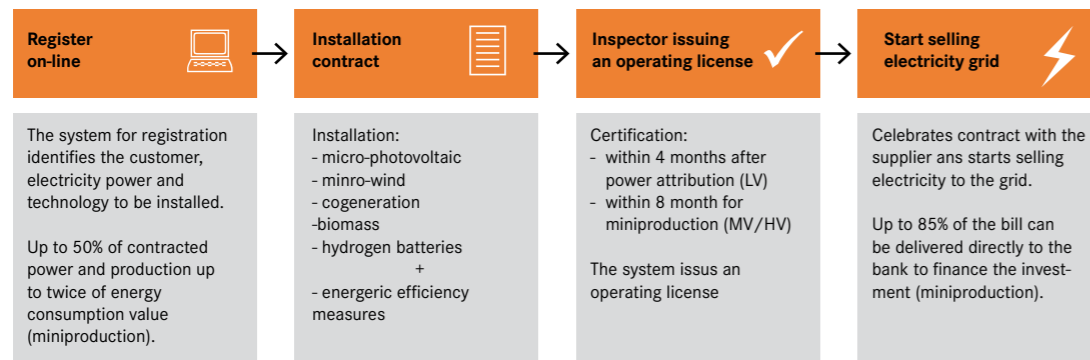 Register
on-line
Installation
contract
Inspector issuing
an operating license
Start selling
electricity grid
The system for registration
identifies the customer,
electricity power and
technology to be installed.
Up to 50% of contracted
power and production up
to twice of energy
consumption value
(miniproduction).
Installation:
- micro-photovoltaic
- minro-wind
- cogeneration
-biomass
- hydrogen batteries
+
- energeric efficiency
measures
Certification:
- within 4 months after
power attribution (LV)
- within 8 month for
miniproduction (MV/HV)
The system issus an
operating license
Celebrates contract with the
supplier ans starts selling
electricity to the grid.
Up to 85% of the bill can
be delivered directly to the
bank to finance the invest-
ment (miniproduction).